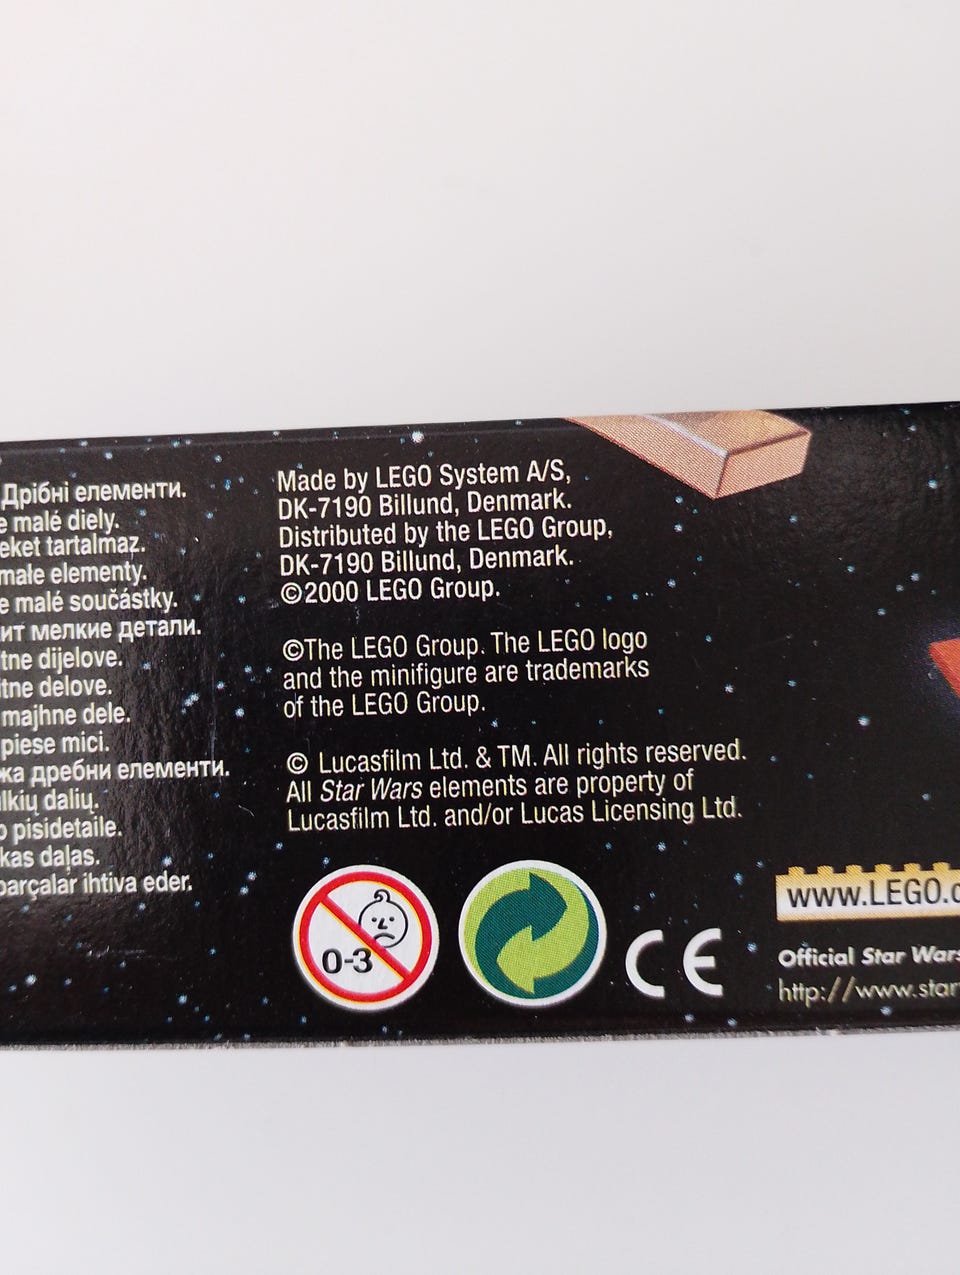 Дрібні елементи.
e malé diely.
eket tartalmaz.
małe elementy.
e malé součástky.
ит мелкие детали.
tne dijelove.
itne delove.
majhne dele.
piese mici.
ка дребни елементи.
lkių dalių.
o pisidetaile.
kas daļas.
parçalar ihtiva eder.
Made by LEGO System A/S,
DK-7190 Billund, Denmark.
Distributed by the LEGO Group,
DK-7190 Billund, Denmark.
©2000 LEGO Group.
©The LEGO Group. The LEGO logo
and the minifigure are trademarks
of the LEGO Group.
© Lucasfilm Ltd. & TM. All rights reserved.
All Star Wars elements are property of
Lucasfilm Ltd. and/or Lucas Licensing Ltd.
0-3
CE
www.LEGO.c
Official Star Wars
http://www.star